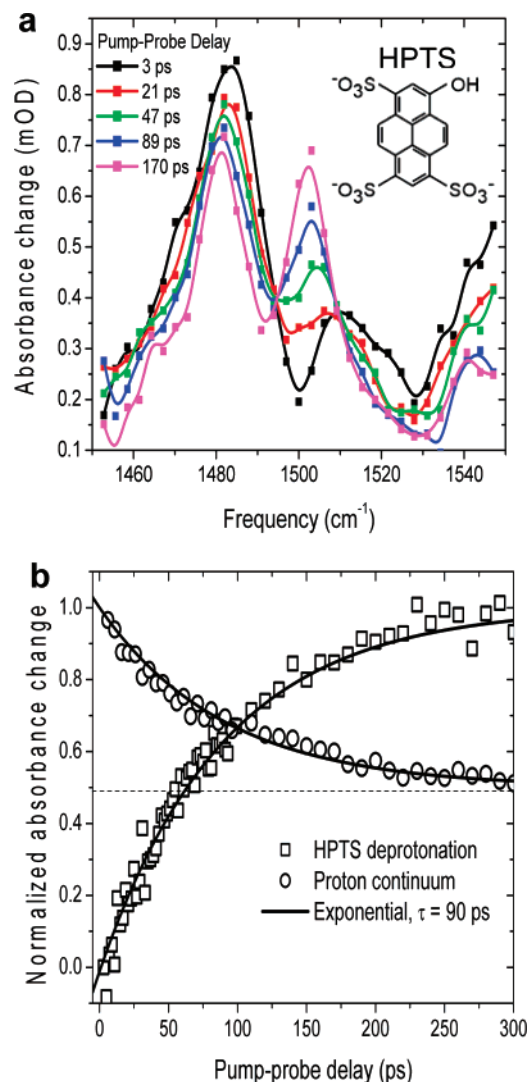 a
Pump-Probe Delay
3 ps
21 ps
47 ps
89 ps
170 ps
HPTS
OH
⁻O₃S
⁻O₃S
SO₃⁻
Absorbance change (mOD)
0.9
0.8
0.7
0.6
0.5
0.4
0.3
0.2
0.1
1460 1480 1500 1520 1540
Frequency (cm⁻¹)
b
Normalized absorbance change
1.0
0.8
0.6
0.4
0.2
0.0
HPTS deprotonation
Proton continuum
Exponential, τ = 90 ps
0 50 100 150 200 250 300
Pump-probe delay (ps)